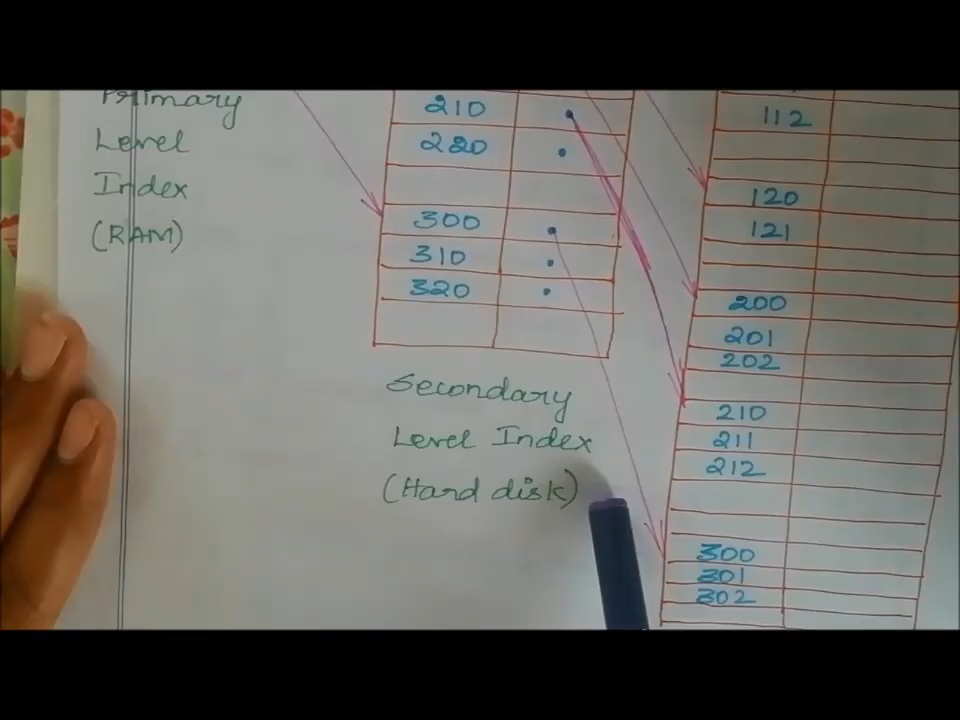 Primary
Level
Index
(RAM)
210
220
300
310
320
Secondary
Level Index
(Hard disk)
112
120
121
200
201
202
210
211
212
300
301
302